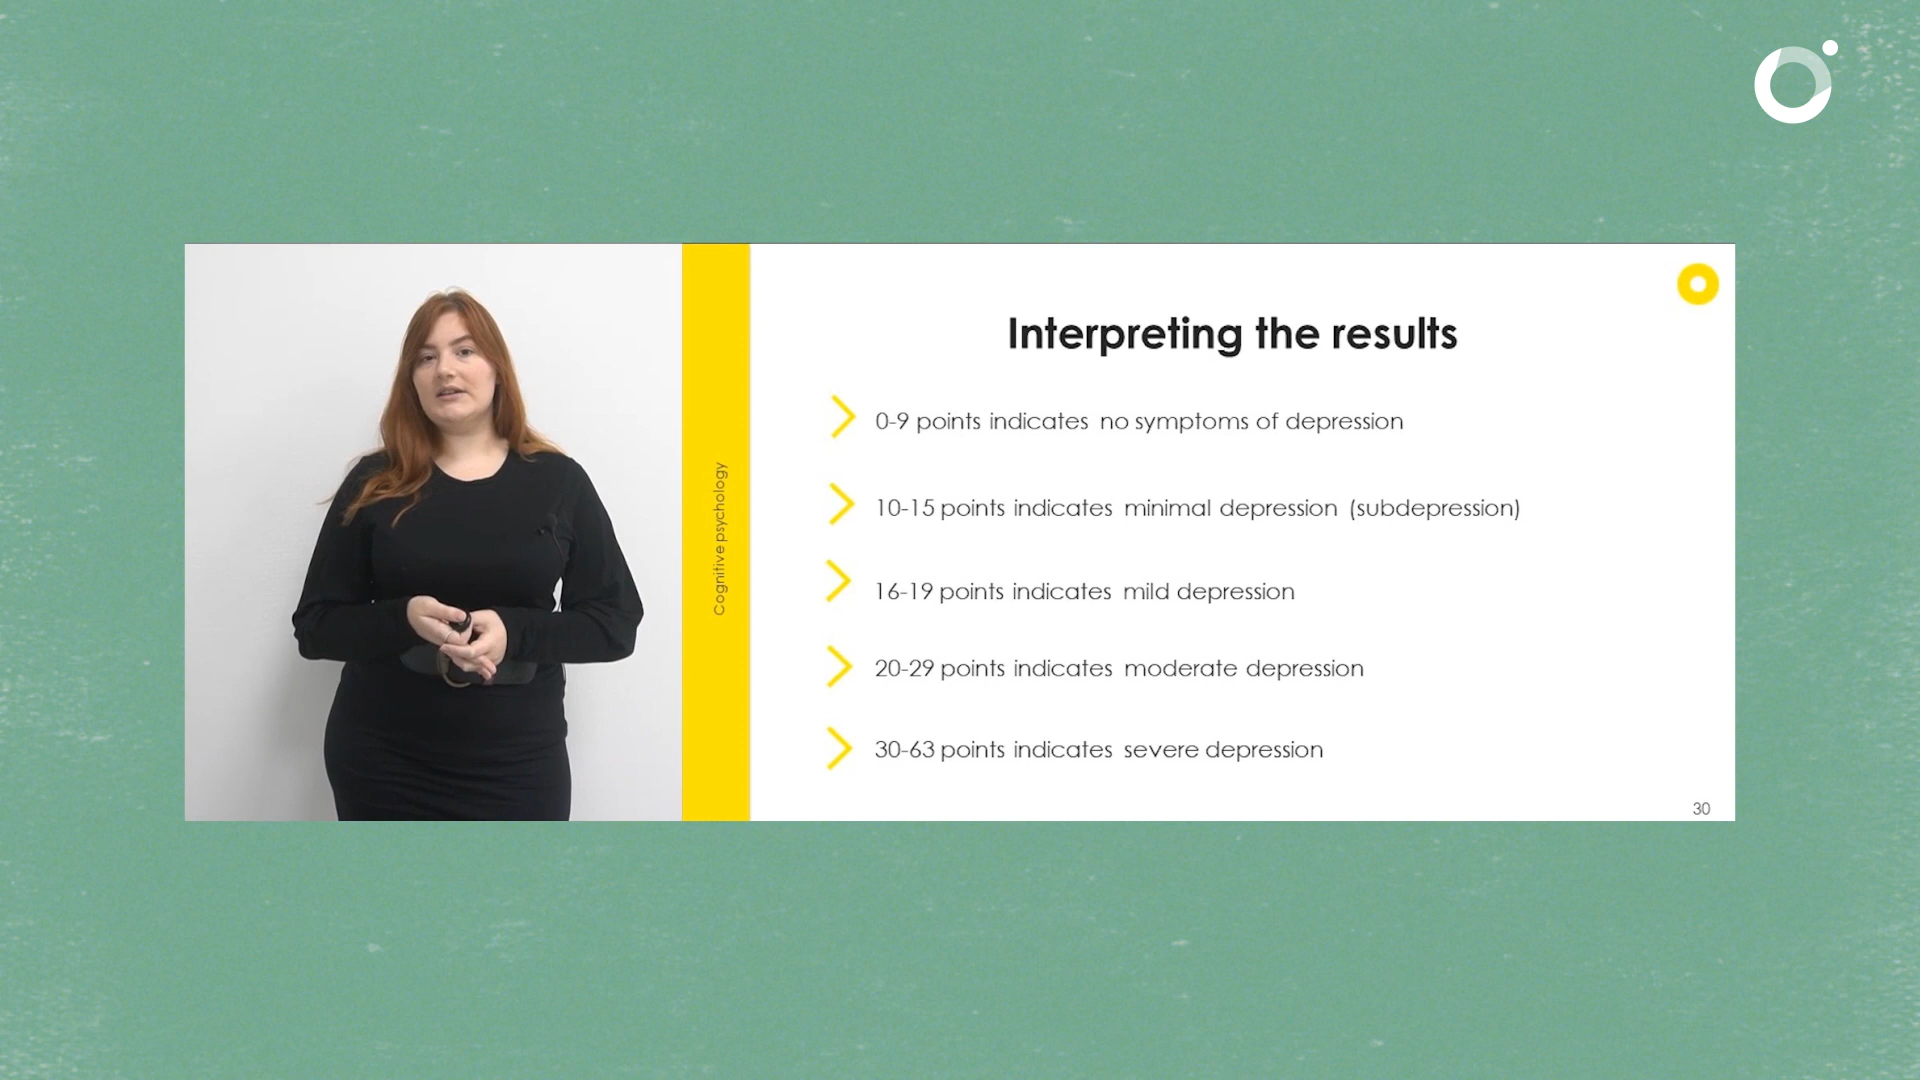 Cognitive psychology
Interpreting the results
0-9 points indicates no symptoms of depression
10-15 points indicates minimal depression (subdepression)
16-19 points indicates mild depression
20-29 points indicates moderate depression
30-63 points indicates severe depression
30